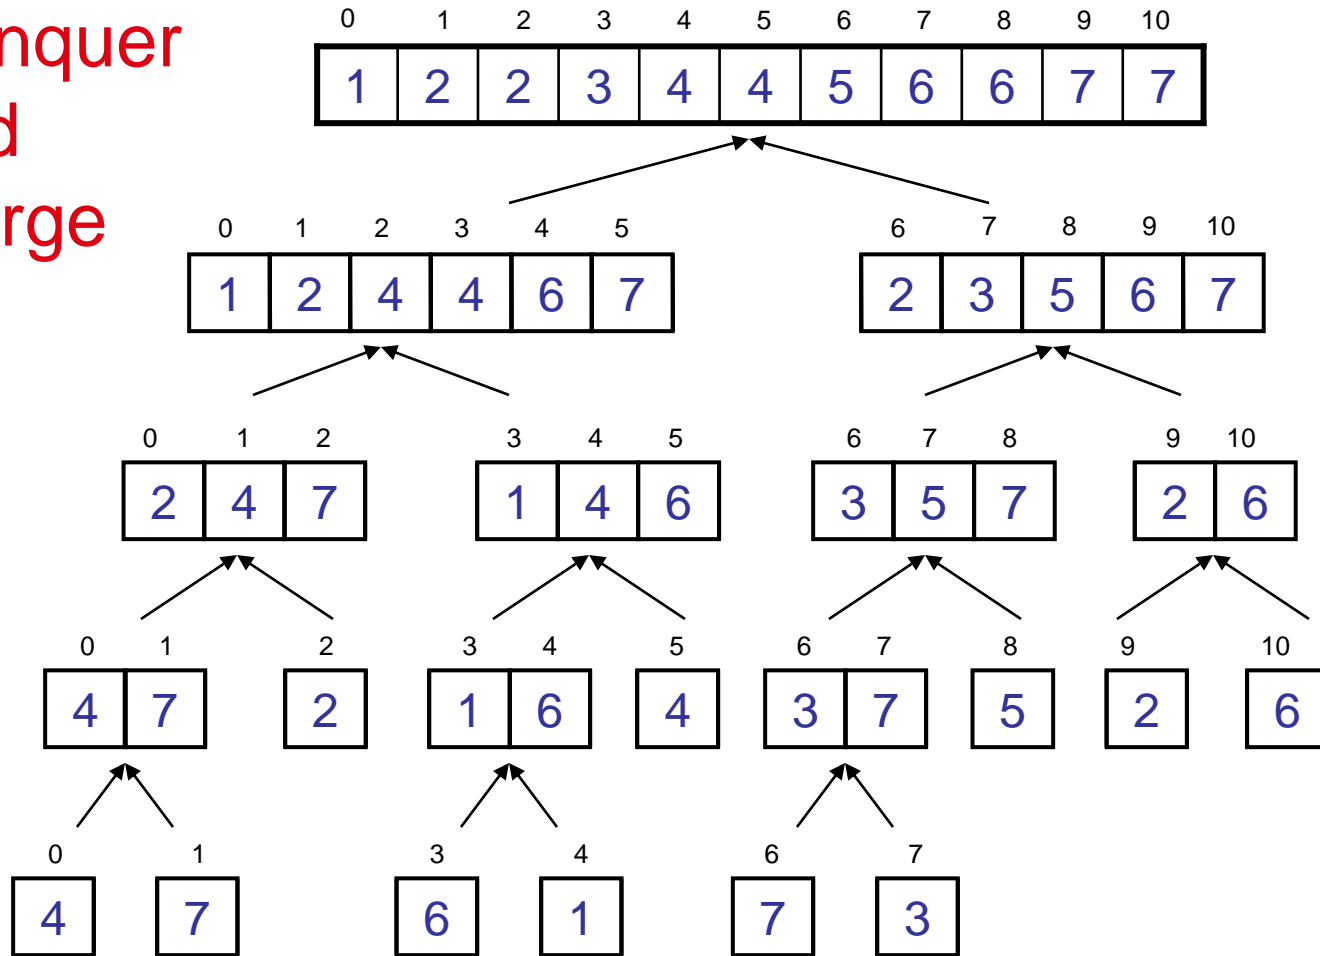 nquer
d
rge
0 1 2 3 4 5 6 7 8 9 10
1 2 2 3 4 4 5 6 6 7 7
0 1 2 3 4 5 6 7 8 9 10
1 2 4 4 6 7 2 3 5 6 7
0 1 2 3 4 5 6 7 8 9 10
2 4 7 1 4 6 3 5 7 2 6
0 1 2 3 4 5 6 7 8 9 10
4 7 2 1 6 4 3 7 5 2 6
0 1 3 4 6 7
4 7 6 1 7 3